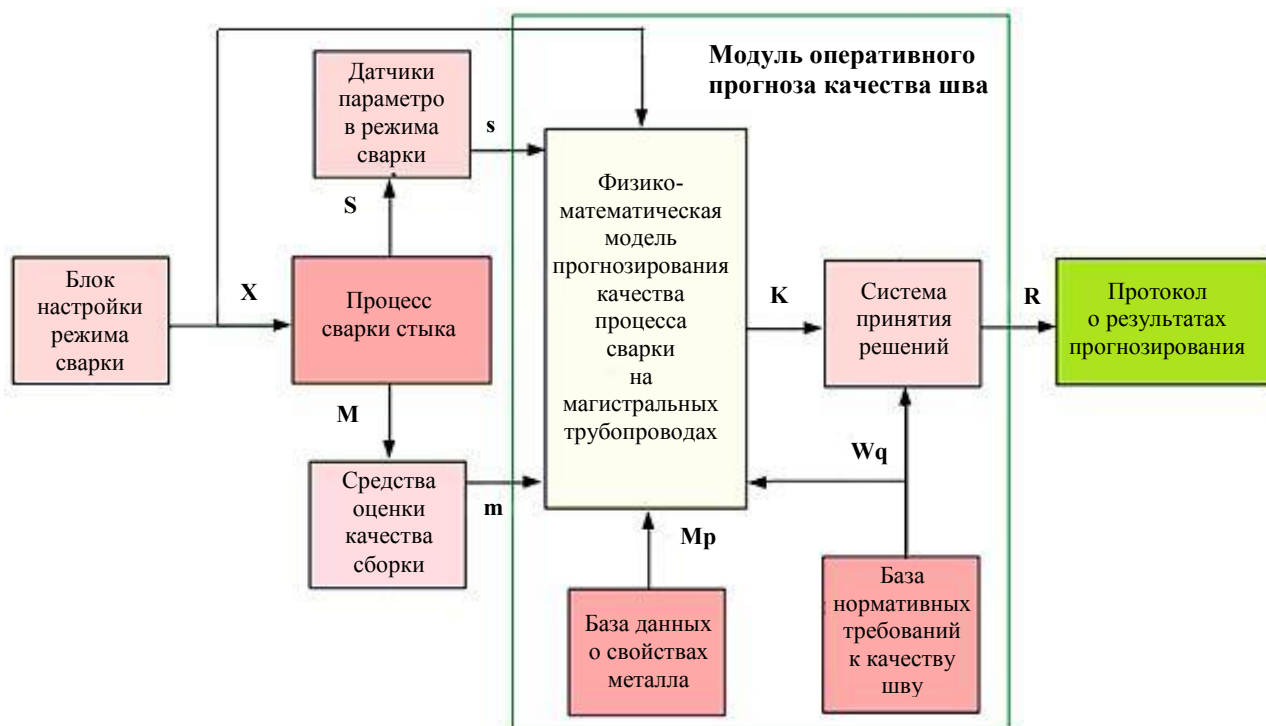 Модуль оперативного
прогноза качества шва
Датчики
параметро
в режима
сварки
s
S
Блок
настройки
режима
сварки
X
Процесс
сварки стыка
M
Средства
оценки
качества
сборки
m
Физико-
математическая
модель
прогнозирования
качества
процесса
сварки
на
магистральных
трубопроводах
K
Система
принятия
решений
R
Протокол
о результатах
прогнозирования
Wq
Mp
База данных
о свойствах
металла
База
нормативных
требований
к качеству
шву